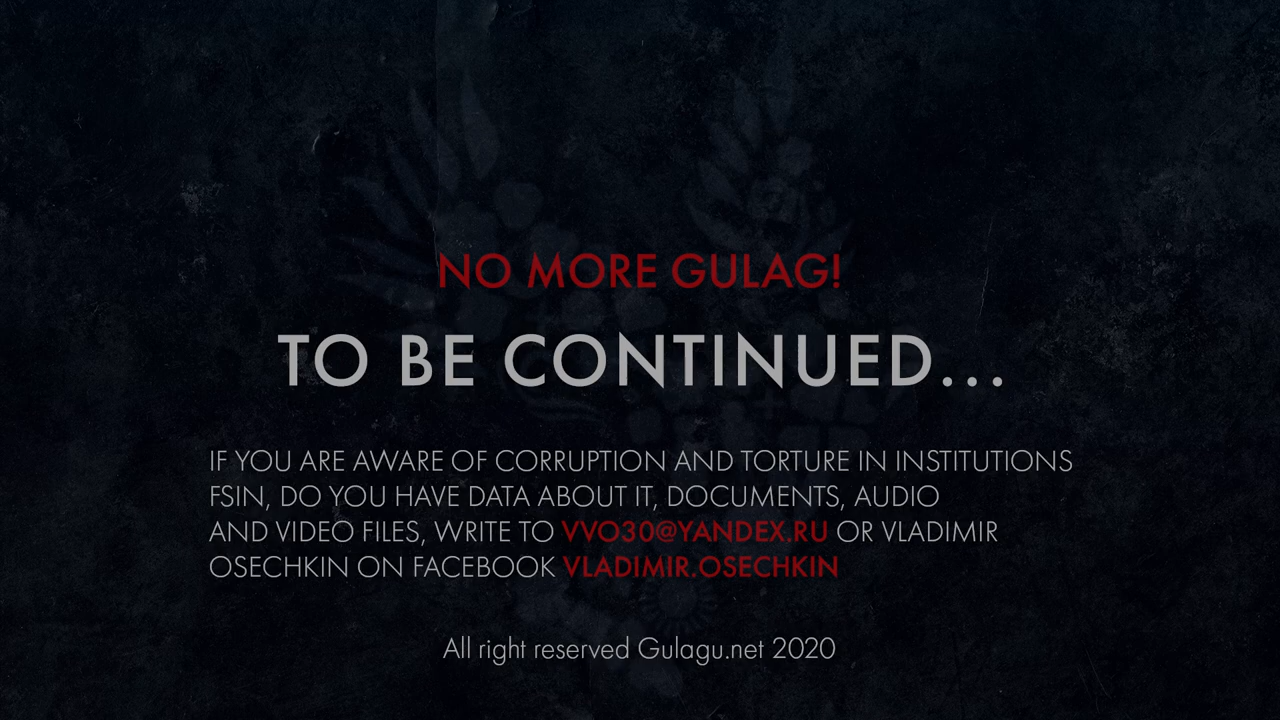 NO MORE GULAG!
TO BE CONTINUED...
IF YOU ARE AWARE OF CORRUPTION AND TORTURE IN INSTITUTIONS
FSIN, DO YOU HAVE DATA ABOUT IT, DOCUMENTS, AUDIO
AND VIDEO FILES, WRITE TO VVO30@YANDEX.RU OR VLADIMIR
OSECHKIN ON FACEBOOK VLADIMIR.OSECHKIN
All right reserved Gulagu.net 2020